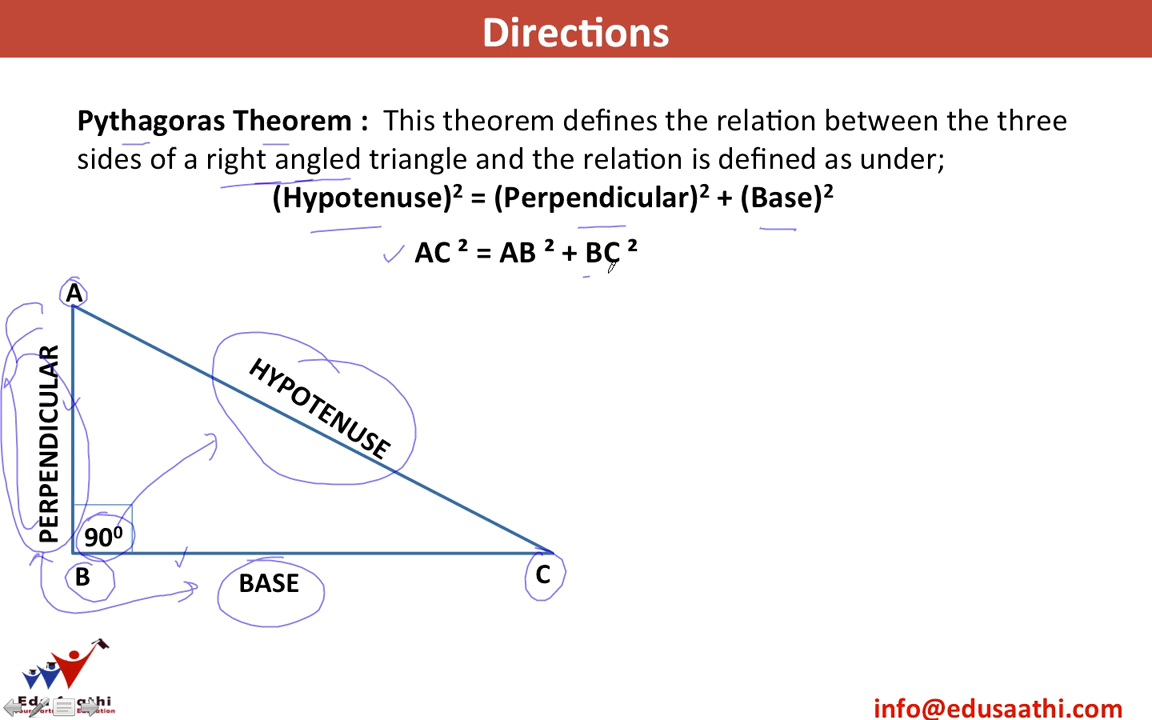 Directions
Pythagoras Theorem : This theorem defines the relation between the three
sides of a right angled triangle and the relation is defined as under;
(Hypotenuse)² = (Perpendicular)² + (Base)²
AC ² = AB ² + BC ²
A
PERPENDICULAR
HYPOTENUSE
90⁰
B
BASE
C
info@edusaathi.com